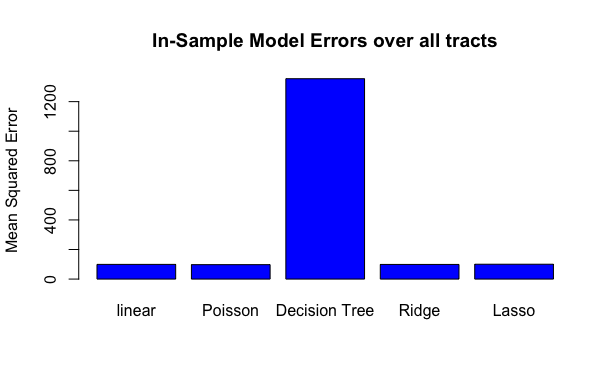 In-Sample Model Errors over all tracts
Mean Squared Error
1200
800
400
0
linear Poisson Decision Tree Ridge Lasso